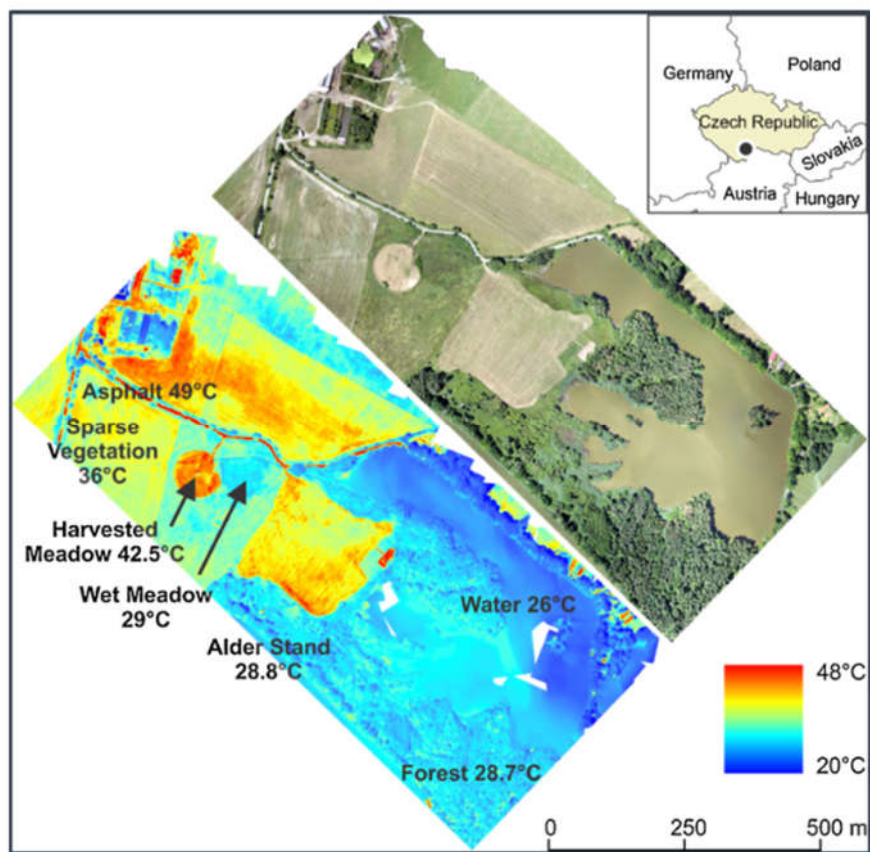 Germany
Poland
Czech Republic
Slovakia
Austria
Hungary
Asphalt 49°C
Sparse
Vegetation
36°C
Harvested
Meadow 42.5°C
Wet Meadow
29°C
Alder Stand
28.8°C
Water 26°C
Forest 28.7°C
48°C
20°C
0
250
500 m